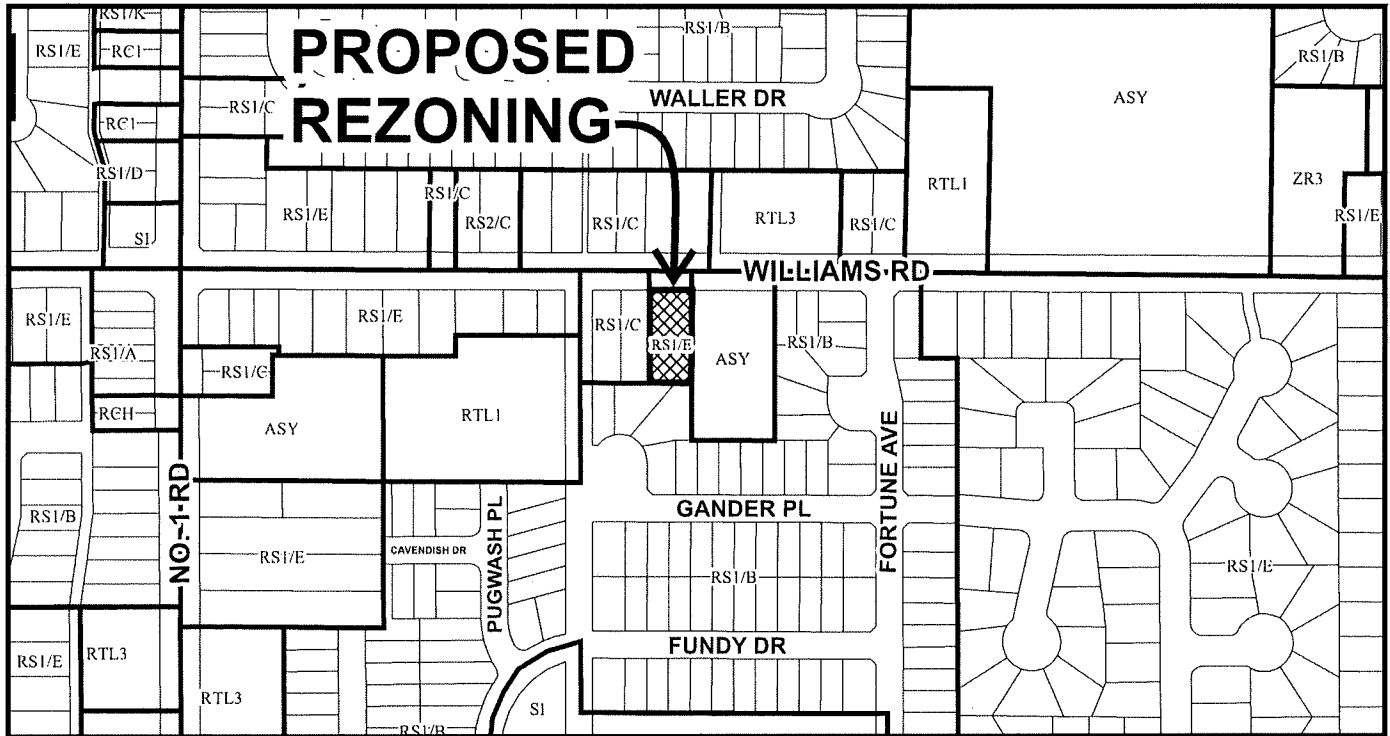 RS1/K
RS1/E
RC1
RC1
RS1/D
S1
RS1/C
PROPOSED
REZONING
RS1/B
WALLER DR
ASY
RS1/B
RTL1
ZR3
RS1/E
RS1/E
RS1/C
RS2/C
RS1/C
RTL3
RS1/C
WILLIAMS RD
RS1/E
RS1/A
RCH
RS1/E
RS1/C
ASY
RTL1
RS1/C
RS1/E
ASY
RS1/B
NO. 1 RD
RS1/B
RS1/E
CAVENDISH DR
PUGWASH PL
GANDER PL
FORTUNE AVE
RS1/B
RS1/E
FUNDY DR
RS1/E
RTL3
RTL3
RS1/B
S1